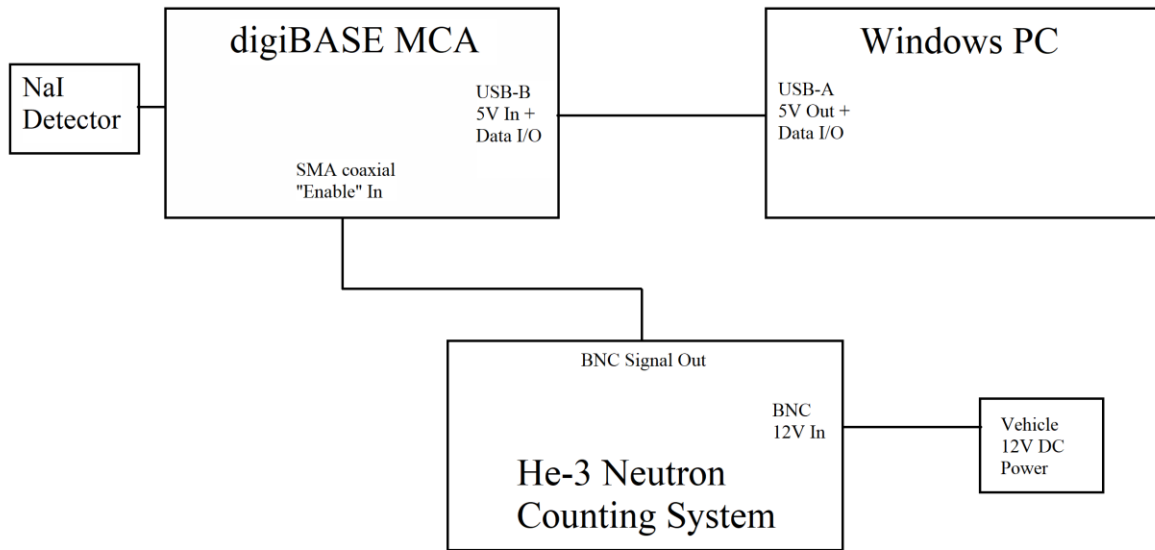 digiBASE MCA
Windows PC
NaI
Detector
USB-B
5V In +
Data I/O
USB-A
5V Out +
Data I/O
SMA coaxial
"Enable" In
BNC Signal Out
BNC
12V In
Vehicle
12V DC
Power
He-3 Neutron
Counting System